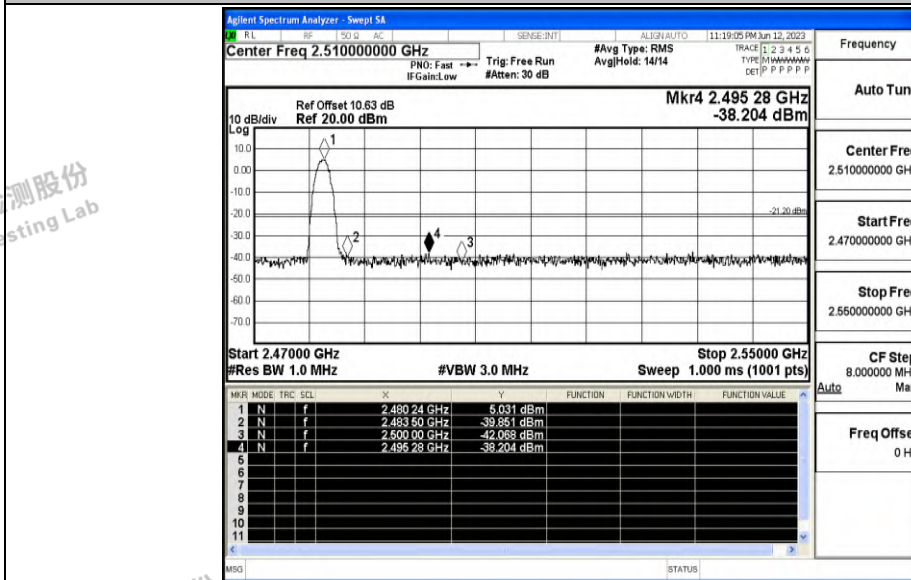 Agilent Spectrum Analyzer - Swept SA
RL RF 50 Ω AC SENSE:INT ALIGN AUTO 11:19:05 PM Jun 12, 2023
Center Freq 2.510000000 GHz
PNO: Fast
IFGain:Low
Trig: Free Run
#Atten: 30 dB
#Avg Type: RMS
Avg|Hold: 14/14
TRACE 1 2 3 4 5 6
TYPE M
DET P P P P P P
Frequency
Auto Tun
Center Fre
2.510000000 GH
Start Fre
2.470000000 GH
Stop Fre
2.550000000 GH
CF Step
8.000000 MH
Auto Ma
Freq Offse
0 H
Mkr4 2.495 28 GHz
-38.204 dBm
Ref Offset 10.63 dB
10 dB/div Ref 20.00 dBm
Log
10.0
0.00
-10.0
-20.0
-30.0
-40.0
-50.0
-60.0
-70.0
1
2
4
3
-21.20 dBm
Start 2.47000 GHz Stop 2.55000 GHz
#Res BW 1.0 MHz #VBW 3.0 MHz Sweep 1.000 ms (1001 pts)
MKR MODE TRC SCL X Y FUNCTION FUNCTION WIDTH FUNCTION VALUE
1 N f 2.480 24 GHz 5.031 dBm
2 N f 2.483 50 GHz -39.851 dBm
3 N f 2.500 00 GHz -42.068 dBm
4 N f 2.495 28 GHz -38.204 dBm
5
6
7
8
9
10
11
MSG STATUS
测股份
esting Lab